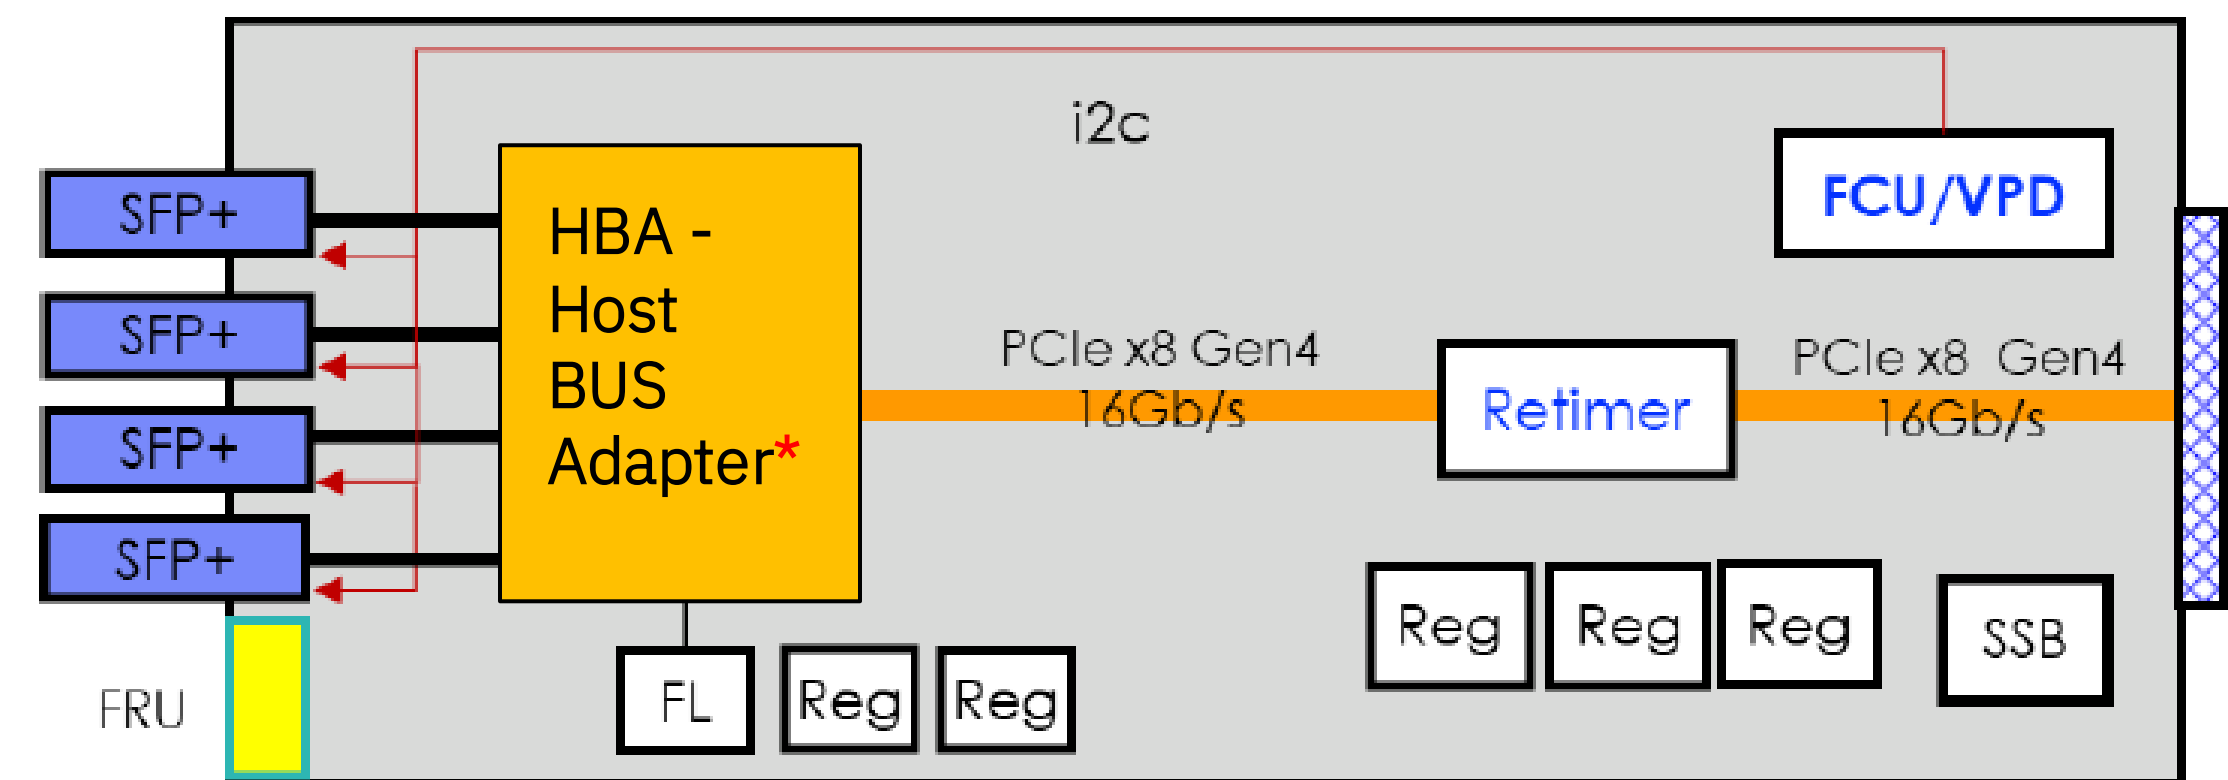 i2c
FCU/VPD
SFP+
SFP+
SFP+
SFP+
HBA -
Host
BUS
Adapter*
PCIe x8 Gen4
16Gb/s
Retimer
PCIe x8  Gen4
16Gb/s
Reg
Reg
Reg
SSB
FRU
FL
Reg
Reg